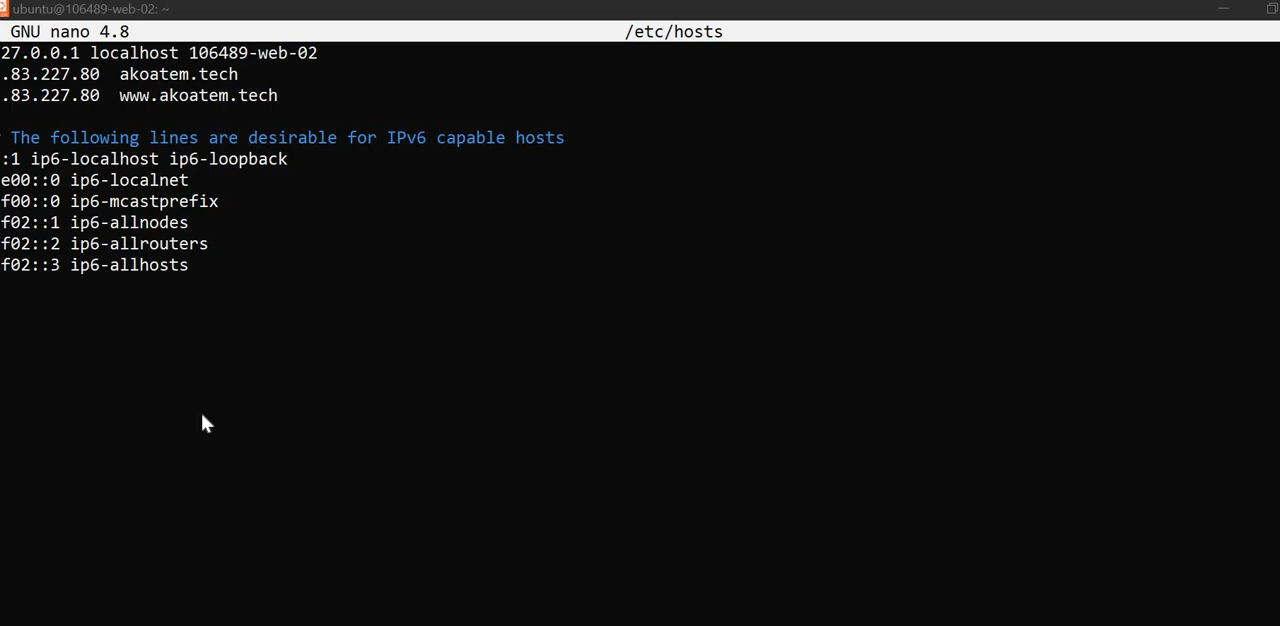 ubuntu@106489-web-02: ~
GNU nano 4.8 /etc/hosts
27.0.0.1 localhost 106489-web-02
.83.227.80 akoatem.tech
.83.227.80 www.akoatem.tech
The following lines are desirable for IPv6 capable hosts
:1 ip6-localhost ip6-loopback
e00::0 ip6-localnet
f00::0 ip6-mcastprefix
f02::1 ip6-allnodes
f02::2 ip6-allrouters
f02::3 ip6-allhosts